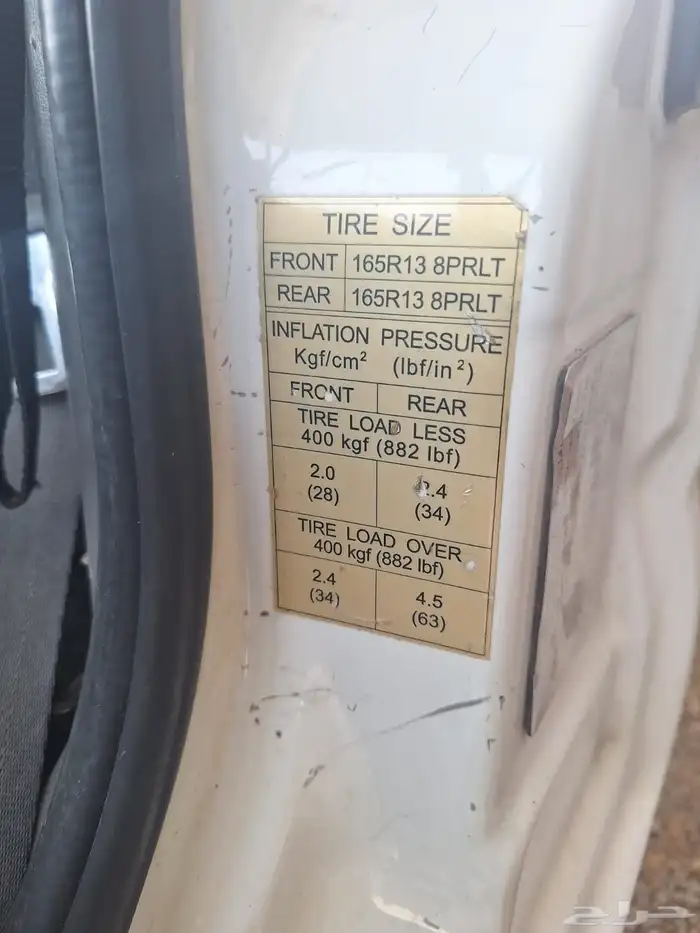 TIRE SIZE
FRONT 165R13 8PRLT
REAR 165R13 8PRLT
INFLATION PRESSURE
Kgf/cm² (lbf/in²)
FRONT REAR
TIRE LOAD LESS
400 kgf (882 lbf)
2.0 .4
(28) (34)
TIRE LOAD OVER
400 kgf (882 lbf)
2.4 4.5
(34) (63)
حراج